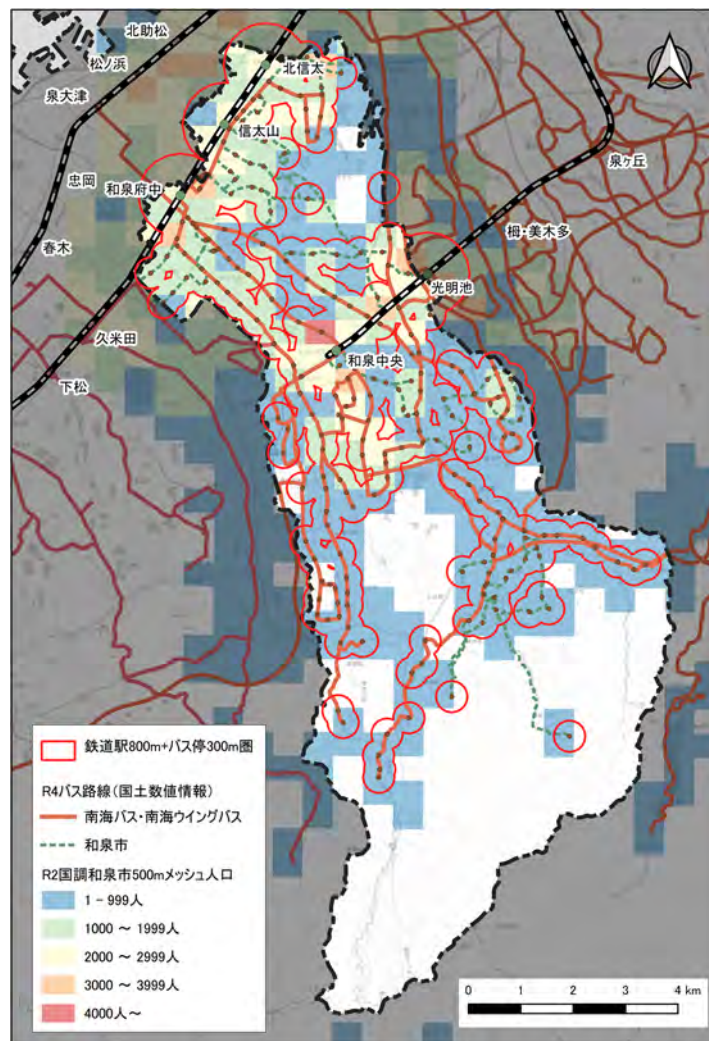 北助松
松ノ浜
北信太
泉大津
信太山
泉ヶ丘
忠岡
和泉府中
栂・美木多
春木
光明池
久米田
和泉中央
下松
鉄道駅800m+バス停300m圏
R4バス路線(国土数値情報)
南海バス・南海ウイングバス
和泉市
R2国調和泉市500mメッシュ人口
1 - 999人
1000 ~ 1999人
2000 ~ 2999人
3000 ~ 3999人
4000人~
0 1 2 3 4 km